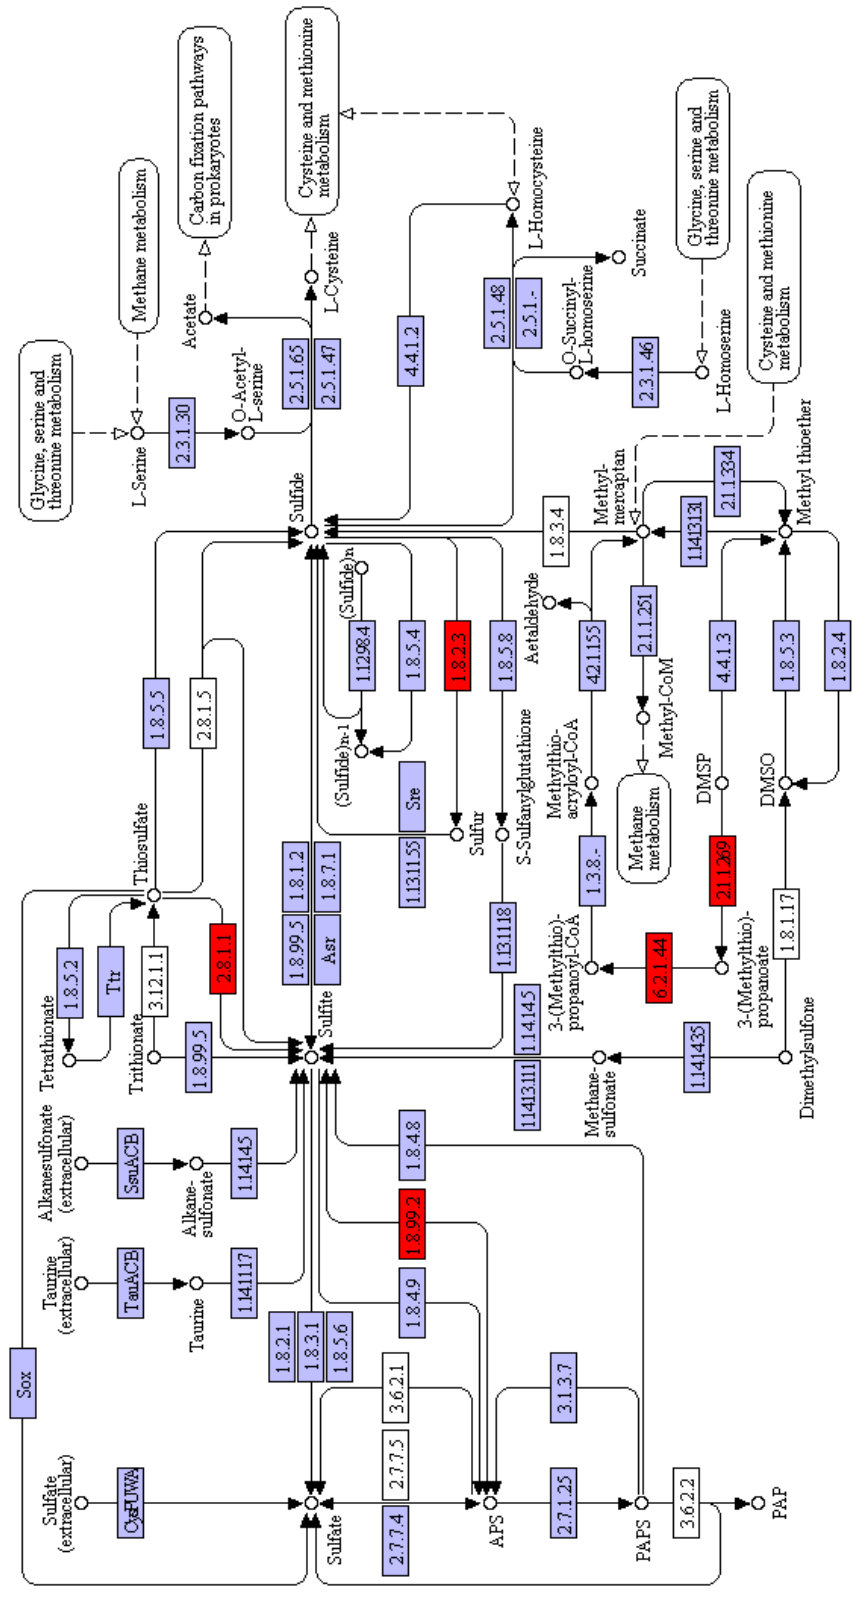 Glycine, serine and
threonine metabolism
Methane metabolism
Carbon fixation pathways
in prokaryotes
Cysteine and methionine
metabolism
L-Serine
2.3.1.30
O-Acetyl-
L-serine
Acetate
2.5.1.65
2.5.1.47
L-Cysteine
4.4.1.2
L-Homocysteine
2.5.1.48
2.5.1.-
Succinate
O-Succinyl-
L-homoserine
2.3.1.46
L-Homoserine
Glycine, serine and
threonine metabolism
Cysteine and methionine
metabolism
Sulfide
1.8.5.5
2.8.1.5
Thiosulfate
(Sulfide)n
1.12.98.4
(Sulfide)n-1
1.8.5.4
1.8.2.3
1.8.5.8
Sre
1.13.11.55
Sulfur
S-Sulfanylglutathione
1.13.11.18
1.8.3.4
Methyl-
mercaptan
Aetaldehyde
4.2.1.155
2.1.1.251
Methyl-CoM
Methane
metabolism
2.1.1.334
1.14.13.131
Methyl thioether
4.4.1.3
1.8.5.3
1.8.2.4
DMSP
DMSO
Methylthio-
acryloyl-CoA
1.3.8.-
3-(Methylthio)-
propanoyl-CoA
6.2.1.44
2.1.1.269
3-(Methylthio)-
propanoate
1.8.1.17
Dimethylsulfone
1.14.14.35
Methane-
sulfonate
1.14.13.111
1.14.14.5
1.8.5.2
Ttr
Tetrathionate
3.12.1.1
Trithionate
1.8.99.5
2.8.1.1
1.8.99.5
1.8.1.2
Asr
1.8.7.1
Sulfite
Alkanesulfonate
(extracellular)
SsuACB
Alkane-
sulfonate
1.14.14.5
Taurine
(extracellular)
TauACB
Taurine
1.14.11.17
1.8.4.8
1.8.99.2
1.8.4.9
1.8.2.1
1.8.3.1
1.8.5.6
Sox
Sulfate
(extracellular)
CysPUWA
Sulfate
3.6.2.1
2.7.7.5
2.7.7.4
APS
3.1.3.7
2.7.1.25
PAPS
3.6.2.2
PAP